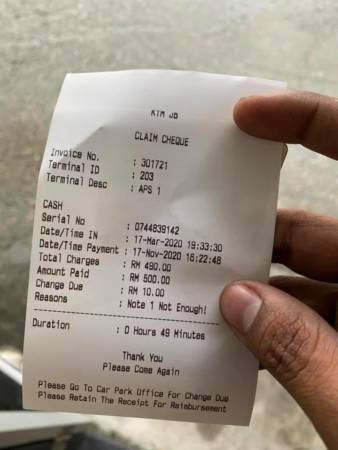 KTM JB
CLAIM CHEQUE
Invoice No. : 301721
Terminal ID : 203
Terminal Desc : APS 1
CASH
Serial No : 0744839142
Date/Time IN : 17-Mar-2020 19:33:30
Date/Time Payment : 17-Nov-2020 16:22:48
Total Charges : RM 490.00
Amount Paid : RM 500.00
Change Due : RM 10.00
Reasons : Note 1 Not Enough!
Duration : 0 Hours 49 Minutes
Thank You
Please Come Again
Please Go To Car Park Office For Change Due
Please Retain The Receipt For Reimbursement